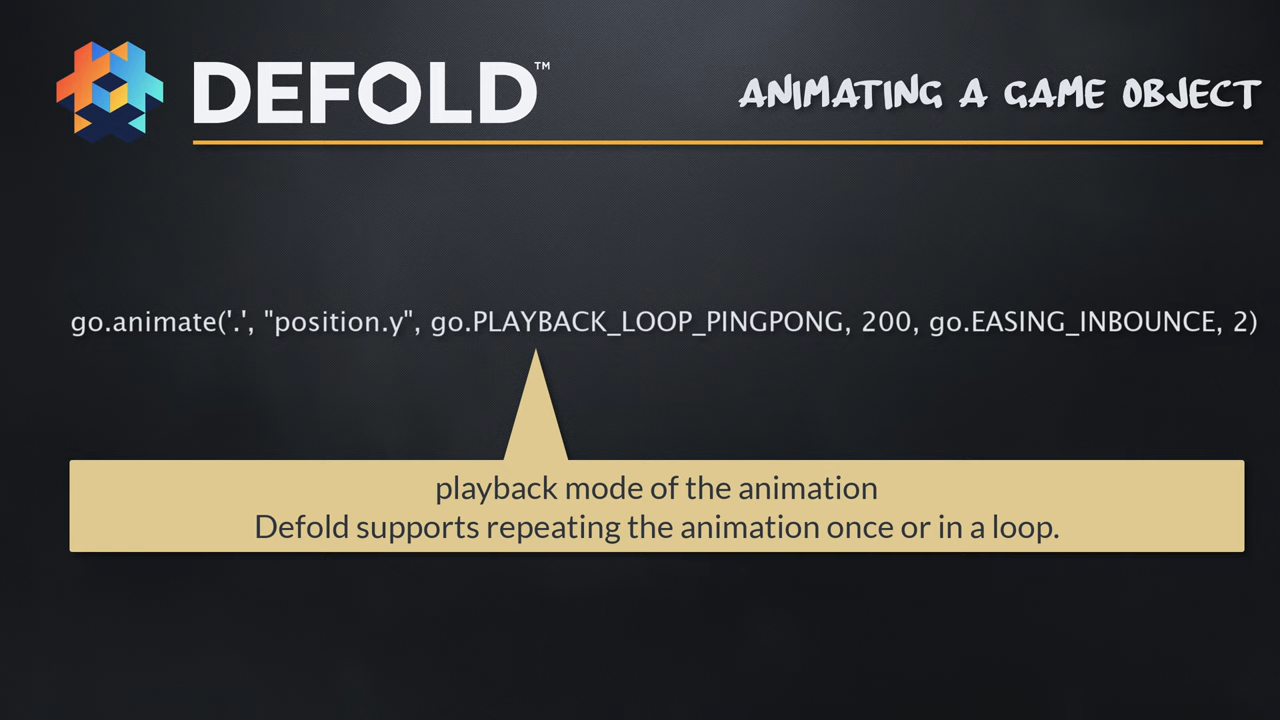 DEFOLD™
ANIMATING A GAME OBJECT
go.animate('.', "position.y", go.PLAYBACK_LOOP_PINGPONG, 200, go.EASING_INBOUNCE, 2)
playback mode of the animation
Defold supports repeating the animation once or in a loop.